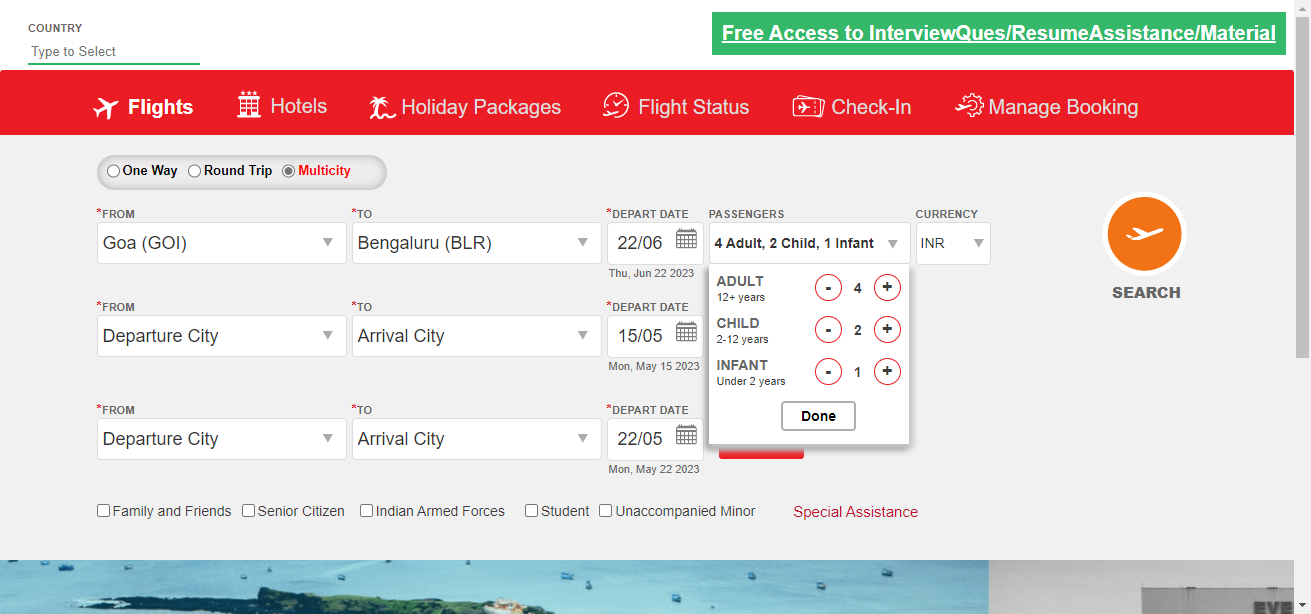 COUNTRY
Type to Select
Free Access to InterviewQues/ResumeAssistance/Material
Flights Hotels Holiday Packages Flight Status Check-In Manage Booking
One Way Round Trip Multicity
*FROM *TO *DEPART DATE PASSENGERS CURRENCY
Goa (GOI) Bengaluru (BLR) 22/06 4 Adult, 2 Child, 1 Infant INR
Thu, Jun 22 2023
SEARCH
ADULT
12+ years
- 4 +
*FROM *TO *DEPART DATE
Departure City Arrival City 15/05
Mon, May 15 2023
CHILD
2-12 years
- 2 +
INFANT
Under 2 years
- 1 +
Done
*FROM *TO *DEPART DATE
Departure City Arrival City 22/05
Mon, May 22 2023
Family and Friends Senior Citizen Indian Armed Forces Student Unaccompanied Minor Special Assistance
EVE